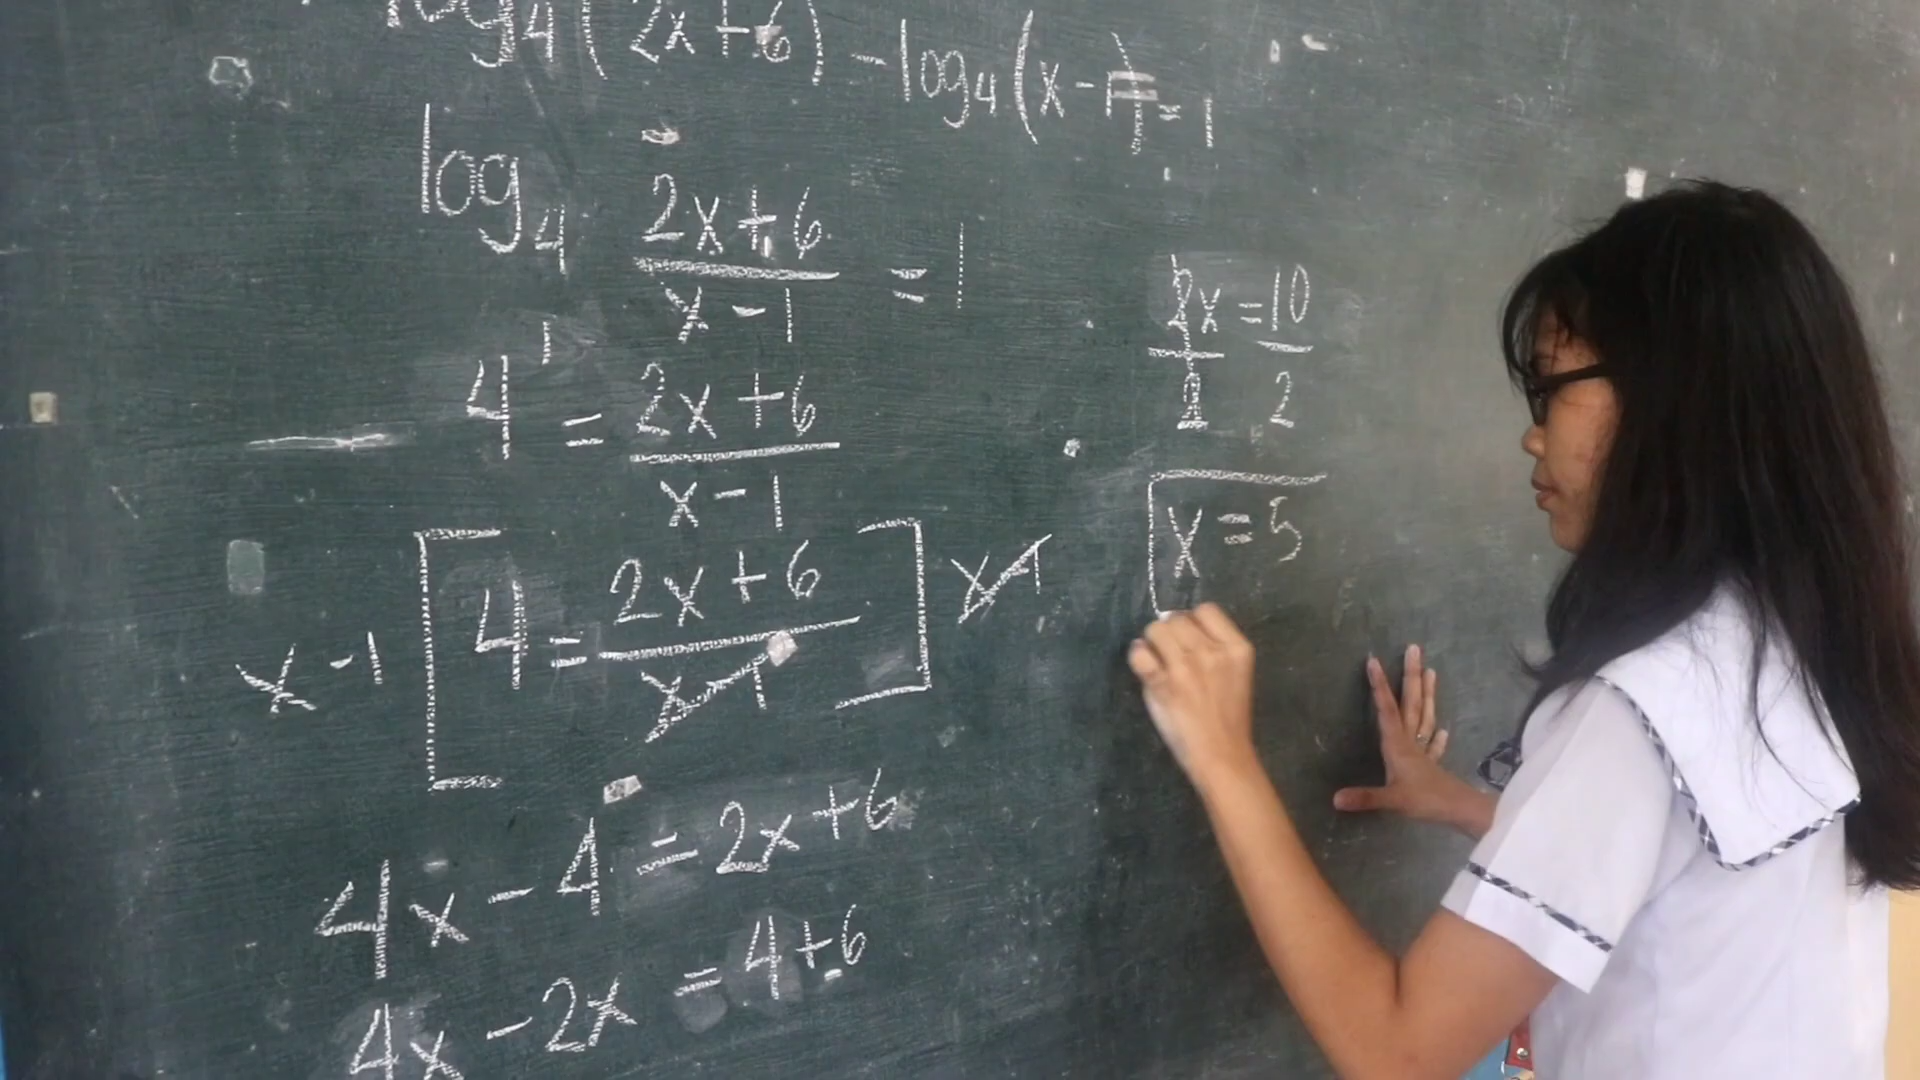 log₄(2x+6) - log₄(x-1) = 1
log₄ 2x+6 = 1
x-1
4¹ = 2x+6
x-1
x-1 [ 4 = 2x+6 ] x-1
x-1
4x - 4 = 2x + 6
4x - 2x = 4+6
2x = 10
2 2
x = 5